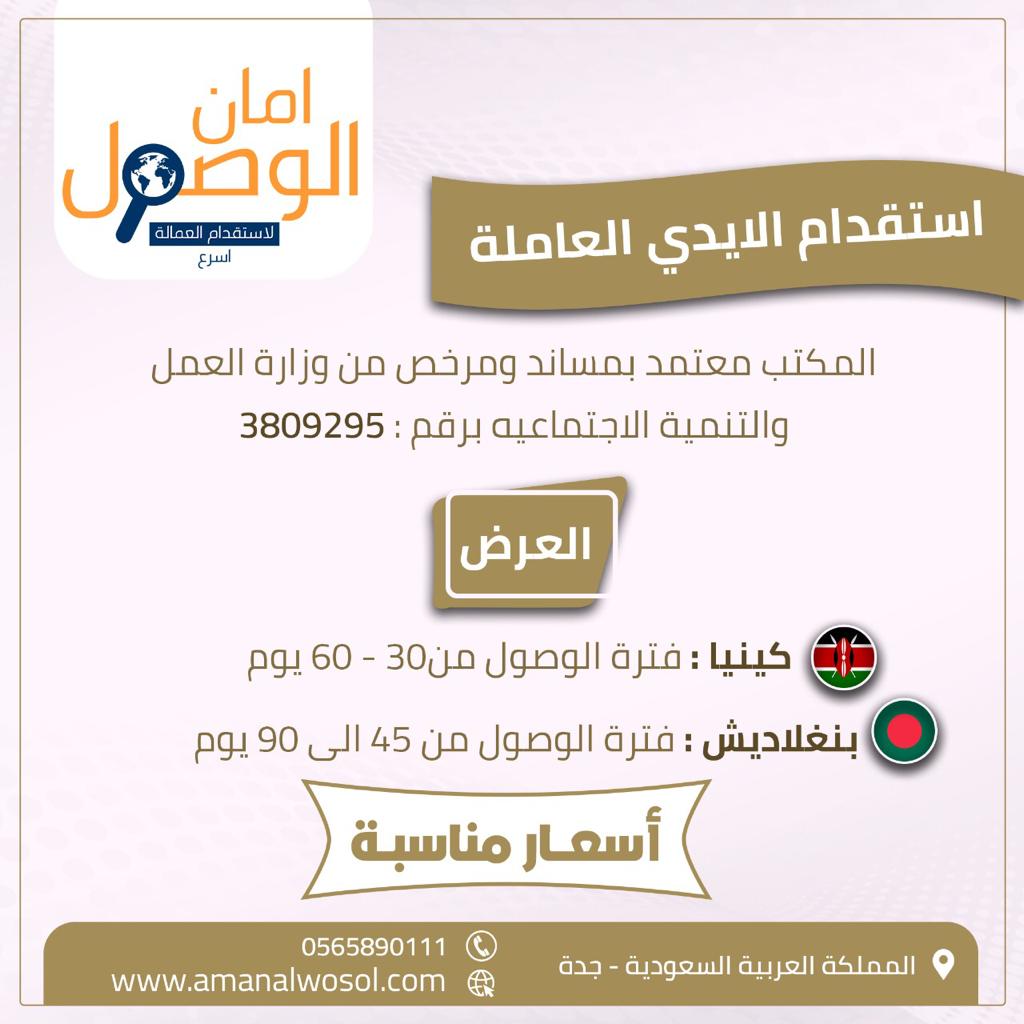 امان
الوصول
لاستقدام العمالة
اسرع
استقدام الايدي العاملة
المكتب معتمد بمساند ومرخص من وزارة العمل
والتنمية الاجتماعيه برقم : 3809295
العرض
كينيا : فترة الوصول من30 - 60 يوم
بنغلاديش : فترة الوصول من 45 الى 90 يوم
أسعار مناسبة
المملكة العربية السعودية - جدة
0565890111
www.amanalwosol.com